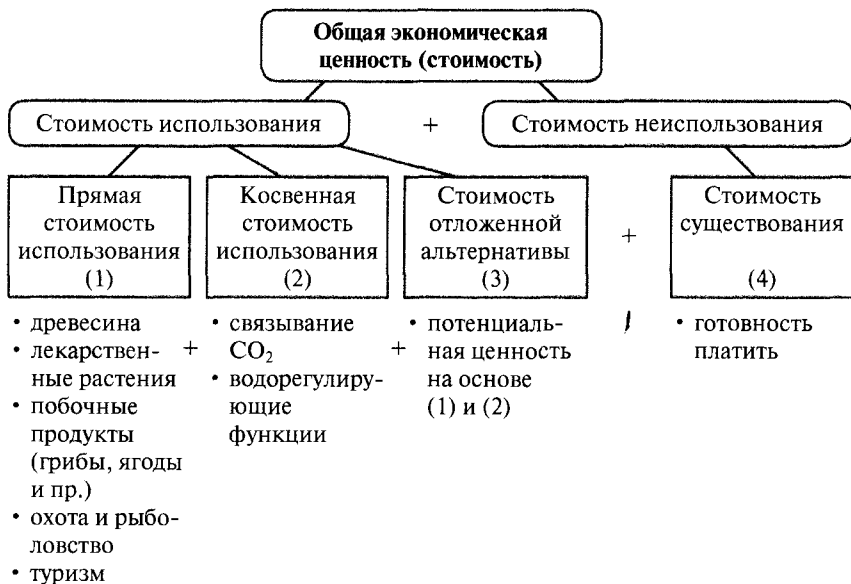 Общая экономическая
ценность (стоимость)
Стоимость использования
+
Стоимость неиспользования
Прямая
стоимость
использования
(1)
Косвенная
стоимость
использования
(2)
Стоимость
отложенной
альтернативы
(3)
+
Стоимость
существования
(4)
• древесина
• лекарствен-
ные растения
• побочные
продукты
(грибы, ягоды
и пр.)
• охота и рыбо-
ловство
• туризм
+
• связывание
CO₂
• водорегулиру-
ющие
функции
+
• потенциаль-
ная ценность
на основе
(1) и (2)
• готовность
платить